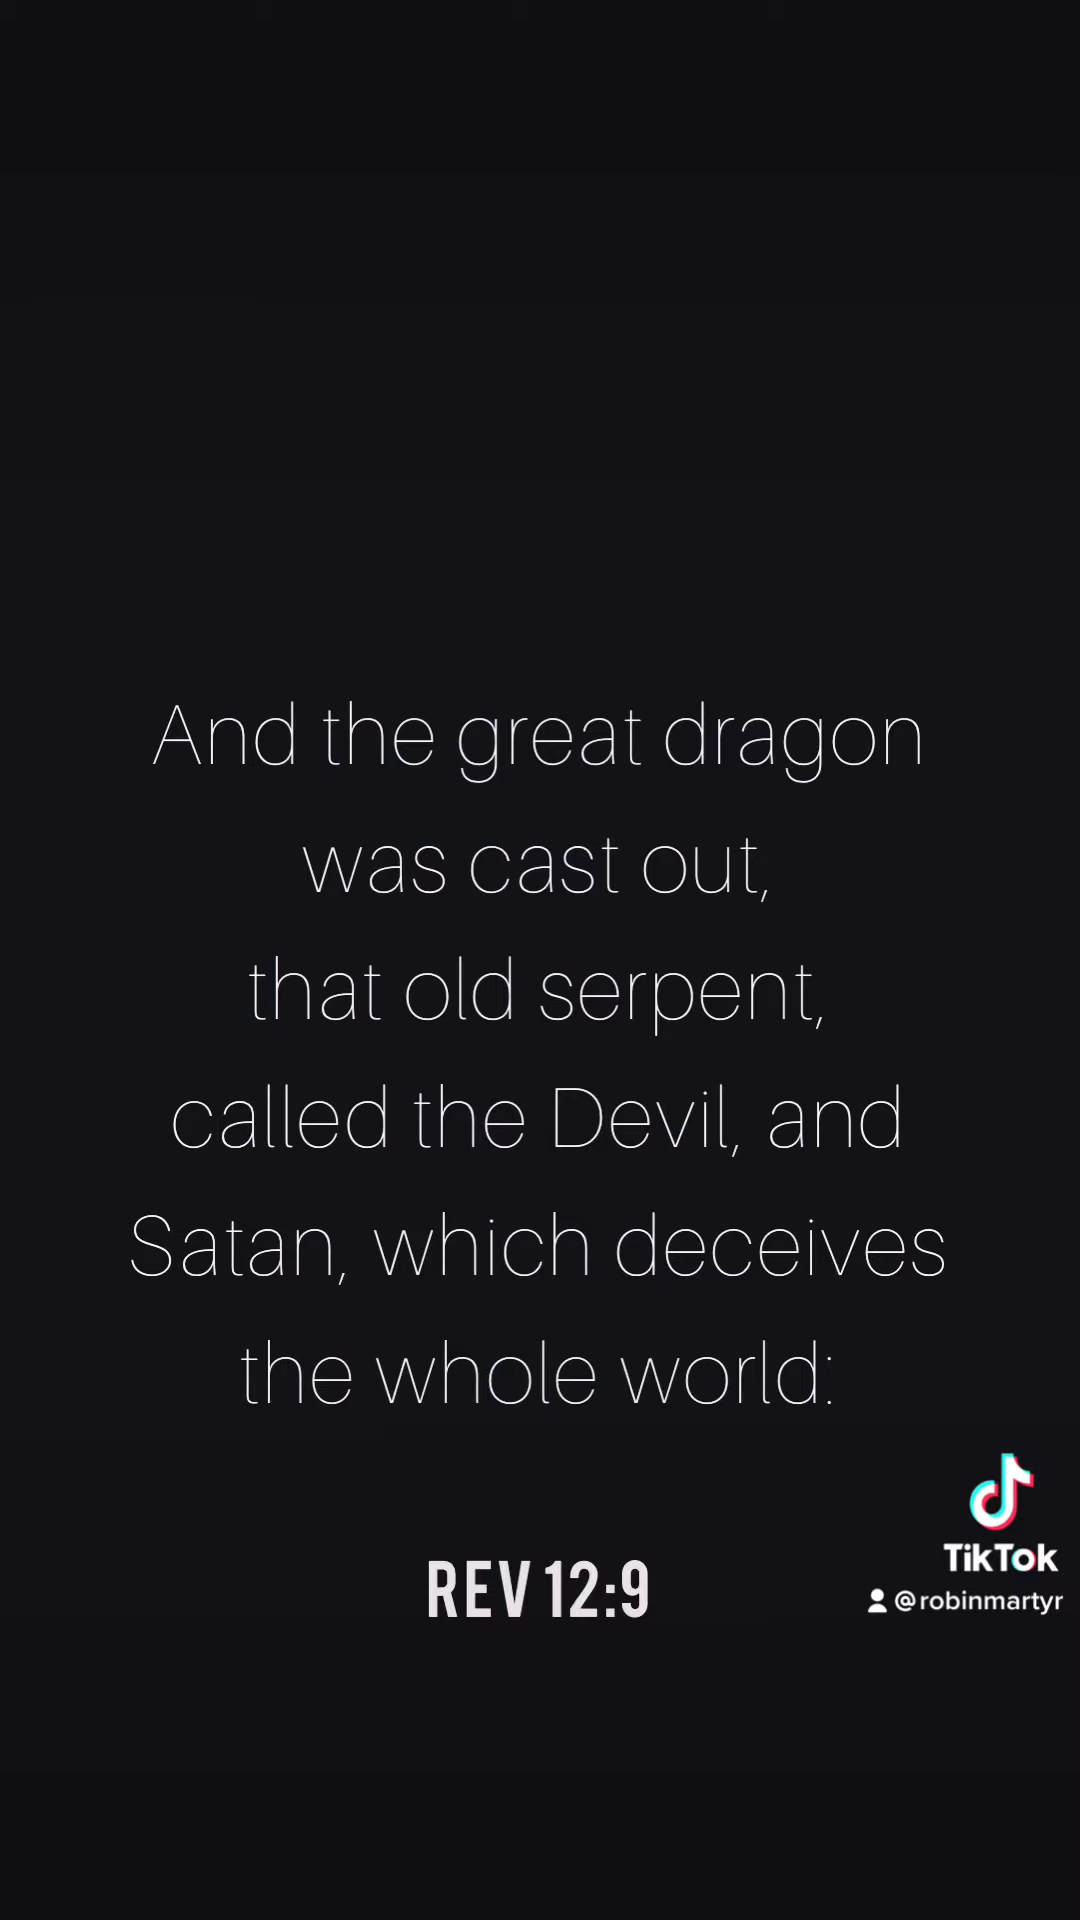 And the great dragon
was cast out,
that old serpent,
called the Devil, and
Satan, which deceives
the whole world:
REV 12:9
TikTok
@robinmartyr